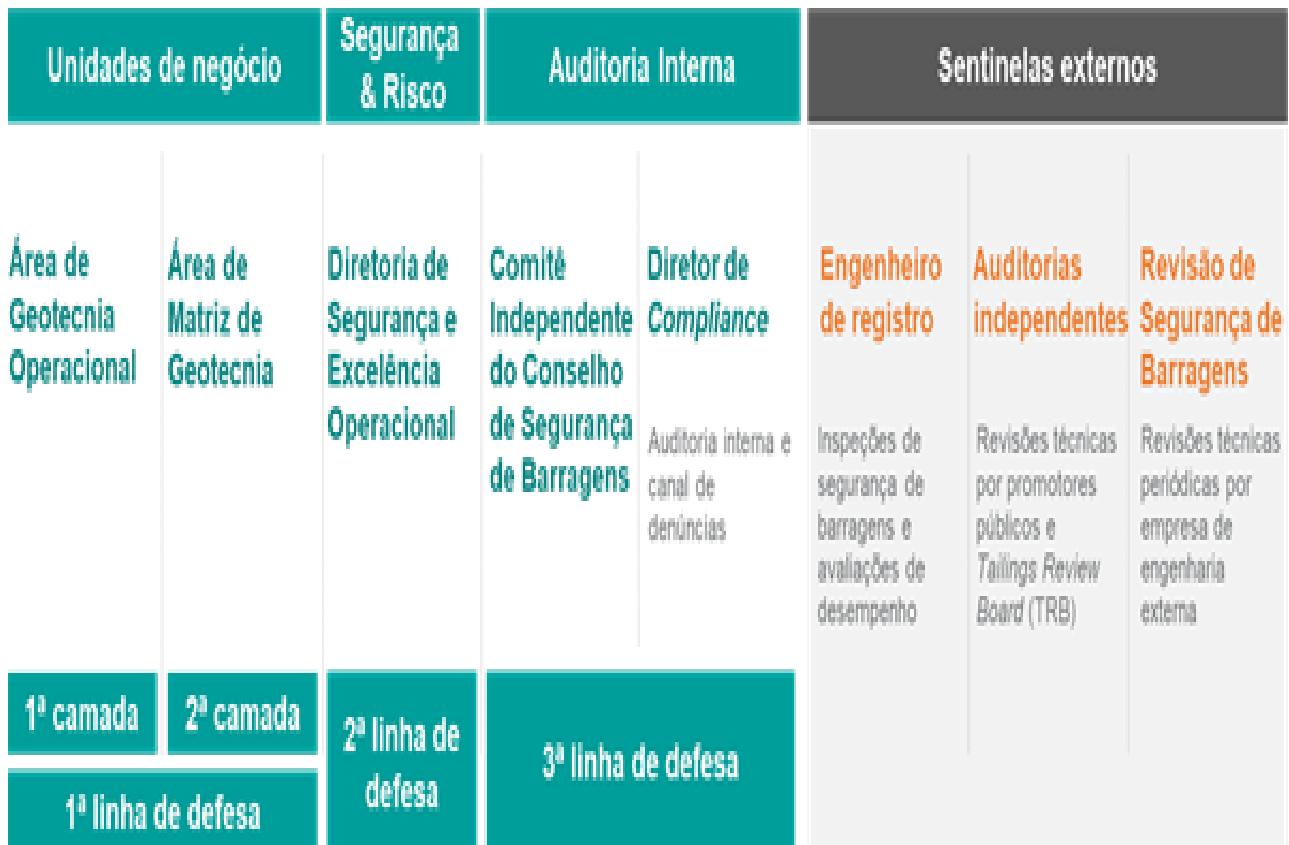 Unidades de negócio
Segurança
& Risco
Auditoria Interna
Sentinelas externos
Área de
Geotecnia
Operacional
Área de
Matriz de
Geotecnia
Diretoria de
Segurança e
Excelência
Operacional
Comitê
Independente
do Conselho
de Segurança
de Barragens
Diretor de
Compliance
Auditoria interna e
canal de
denúncias
Engenheiro
de registro
Inspeções de
segurança de
barragens e
avaliações de
desempenho
Auditorias
independentes
Revisões técnicas
por promotores
públicos e
Tailings Review
Board (TRB)
Revisão de
Segurança de
Barragens
Revisões técnicas
periódicas por
empresa de
engenharia
externa
1ª camada
2ª camada
1ª linha de defesa
2ª linha de
defesa
3ª linha de defesa